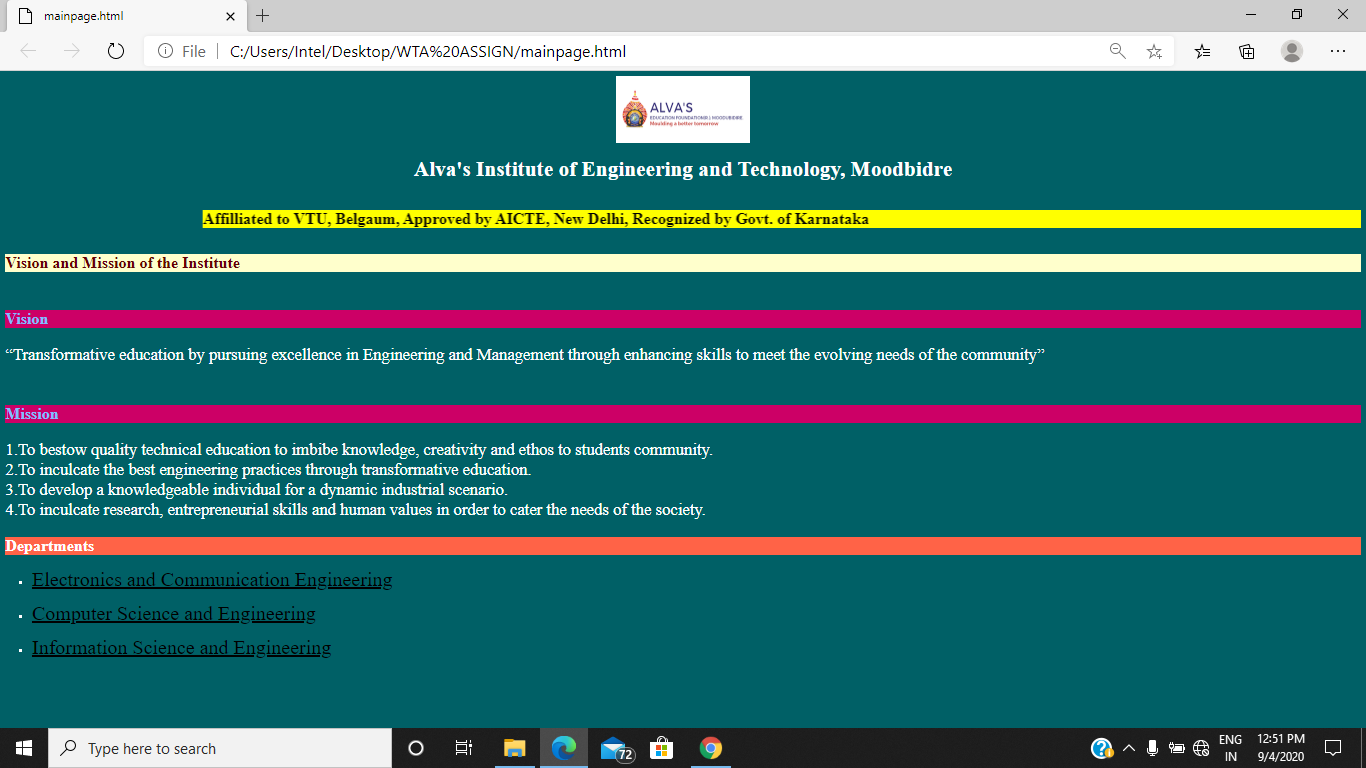 mainpage.html
File
C:/Users/Intel/Desktop/WTA%20ASSIGN/mainpage.html
ALVA'S
EDUCATION FOUNDATION® | MOODUBIDIRE
Moulding a better tomorrow
Alva's Institute of Engineering and Technology, Moodbidre
Affilliated to VTU, Belgaum, Approved by AICTE, New Delhi, Recognized by Govt. of Karnataka
Vision and Mission of the Institute
Vision
“Transformative education by pursuing excellence in Engineering and Management through enhancing skills to meet the evolving needs of the community”
Mission
1.To bestow quality technical education to imbibe knowledge, creativity and ethos to students community.
2.To inculcate the best engineering practices through transformative education.
3.To develop a knowledgeable individual for a dynamic industrial scenario.
4.To inculcate research, entrepreneurial skills and human values in order to cater the needs of the society.
Departments
Electronics and Communication Engineering
Computer Science and Engineering
Information Science and Engineering
Type here to search
72
ENG
IN
12:51 PM
9/4/2020